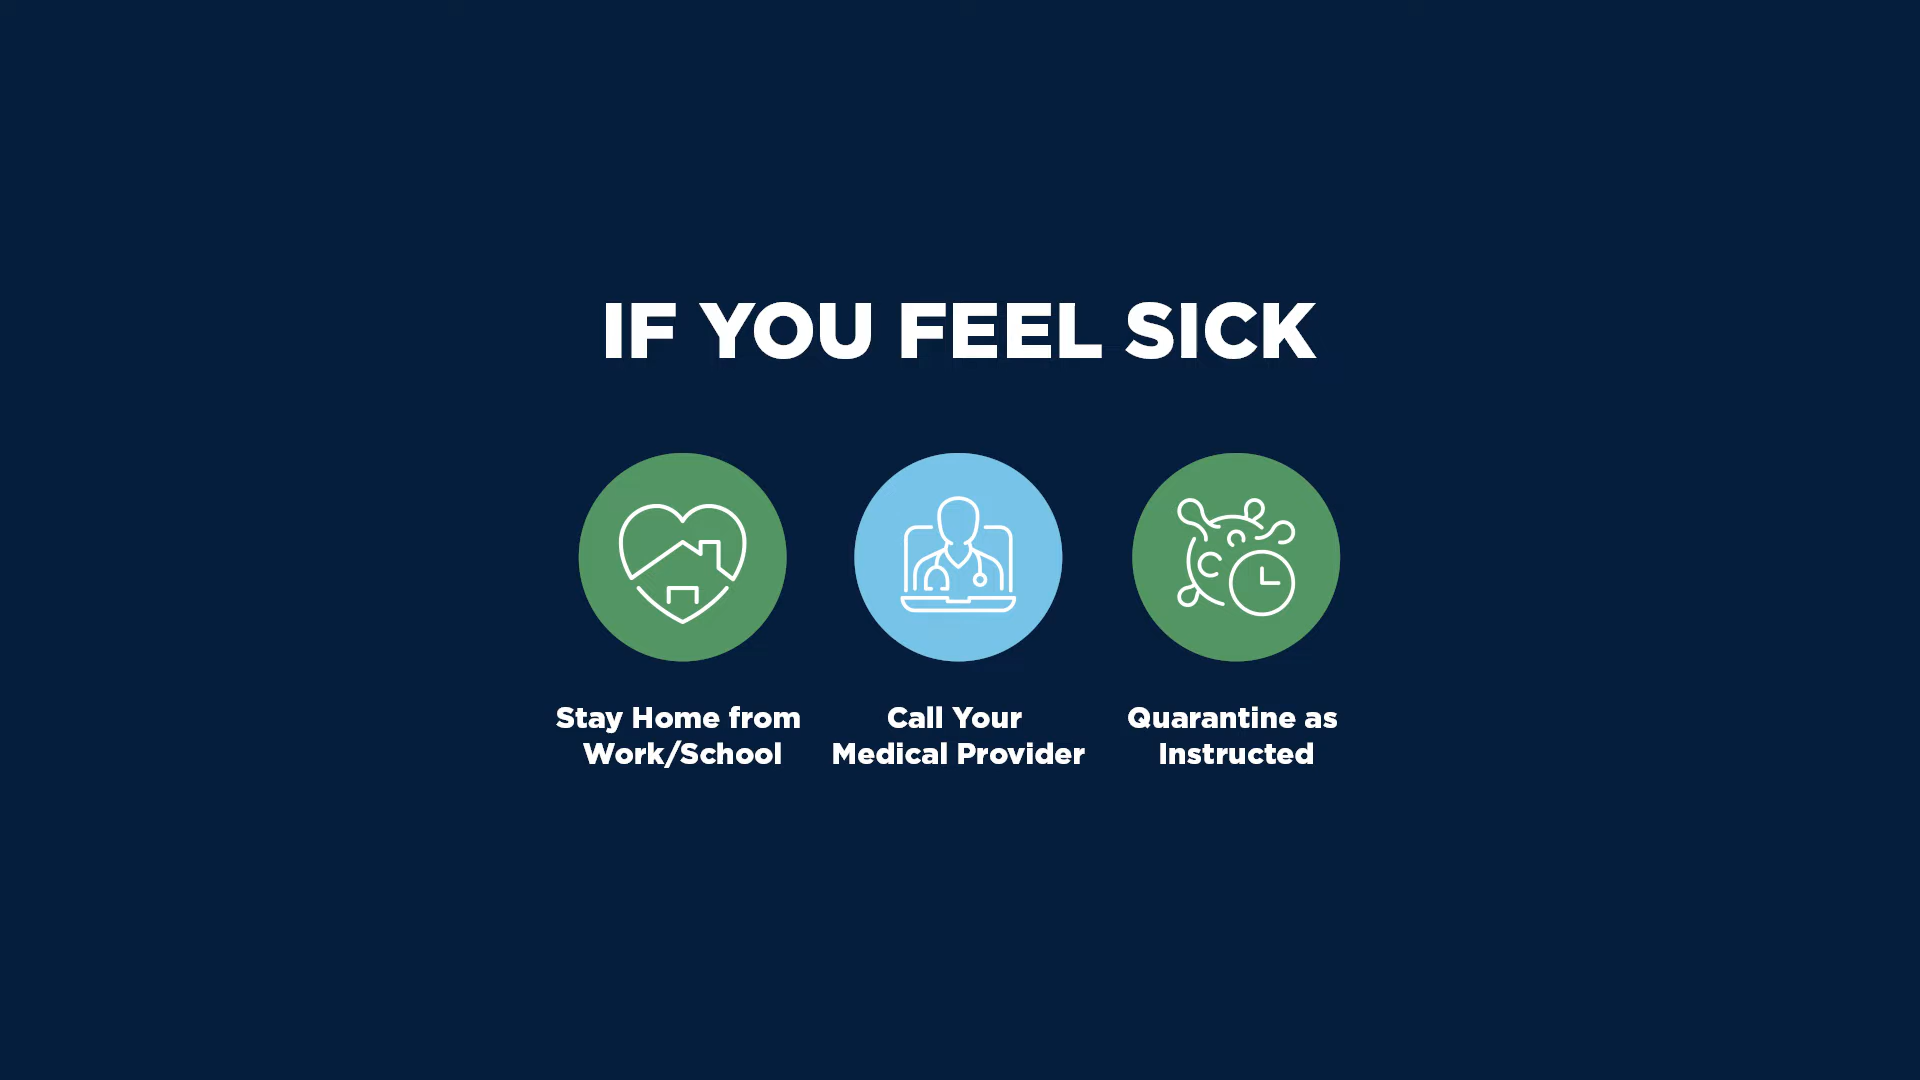 IF YOU FEEL SICK
Stay Home from
Work/School
Call Your
Medical Provider
Quarantine as
Instructed